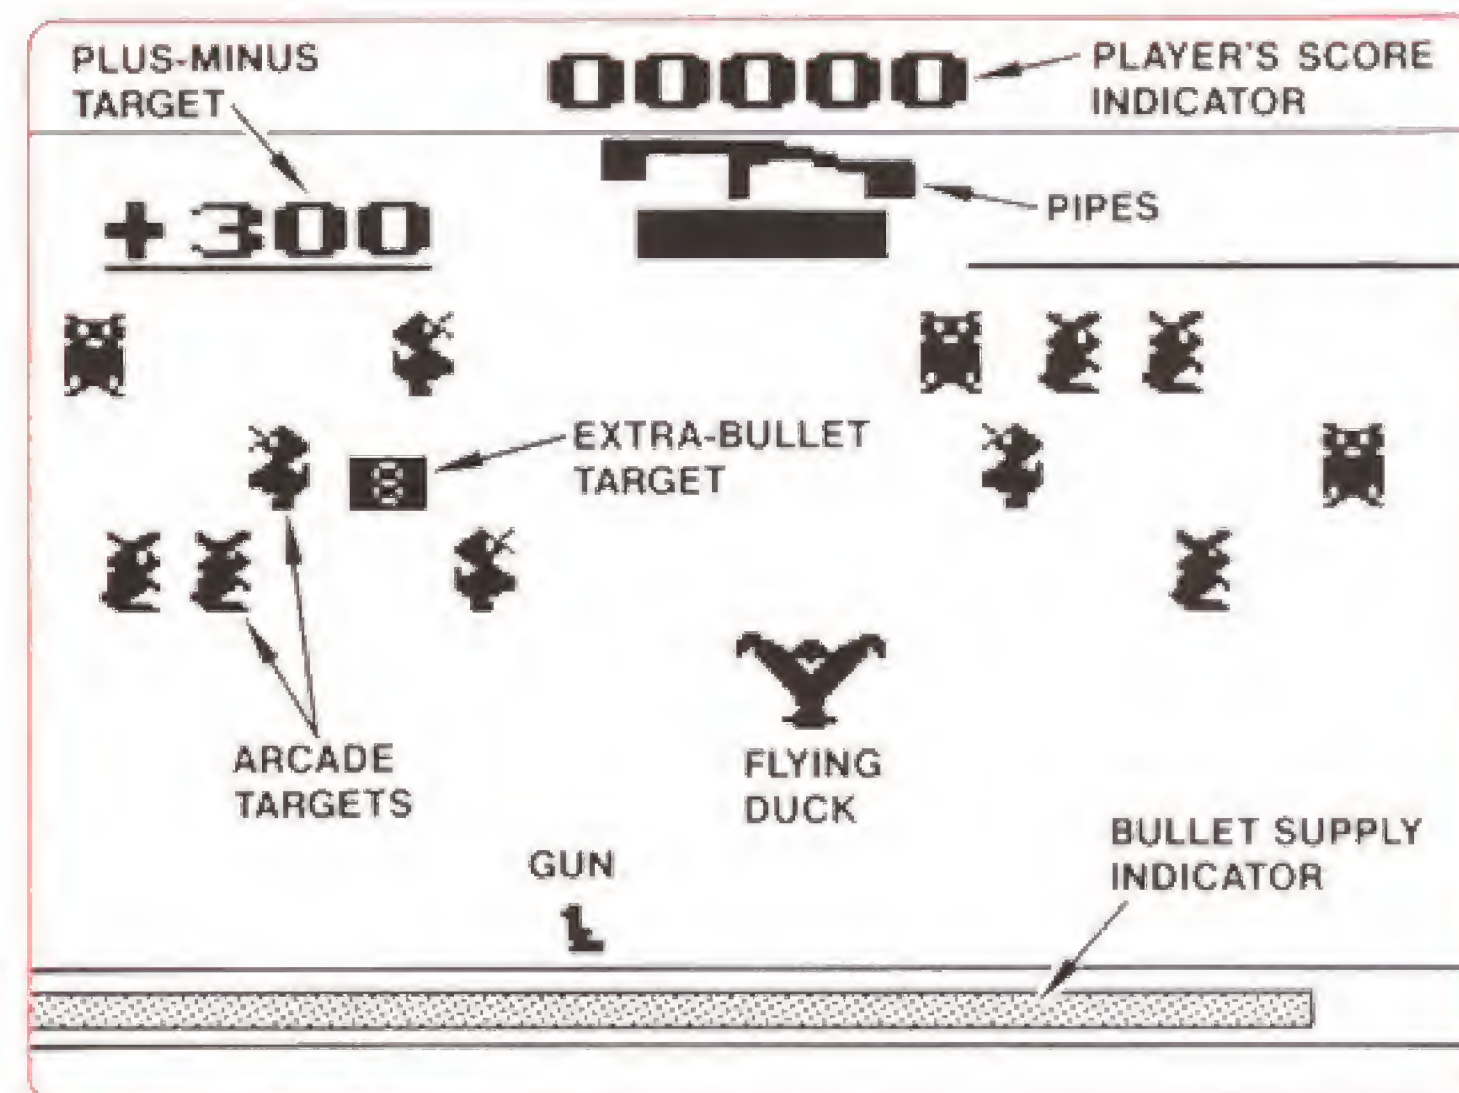 PLUS-MINUS
TARGET
00000
PLAYER'S SCORE
INDICATOR
+300
PIPES
EXTRA-BULLET
TARGET
8
ARCADE
TARGETS
FLYING
DUCK
GUN
BULLET SUPPLY
INDICATOR